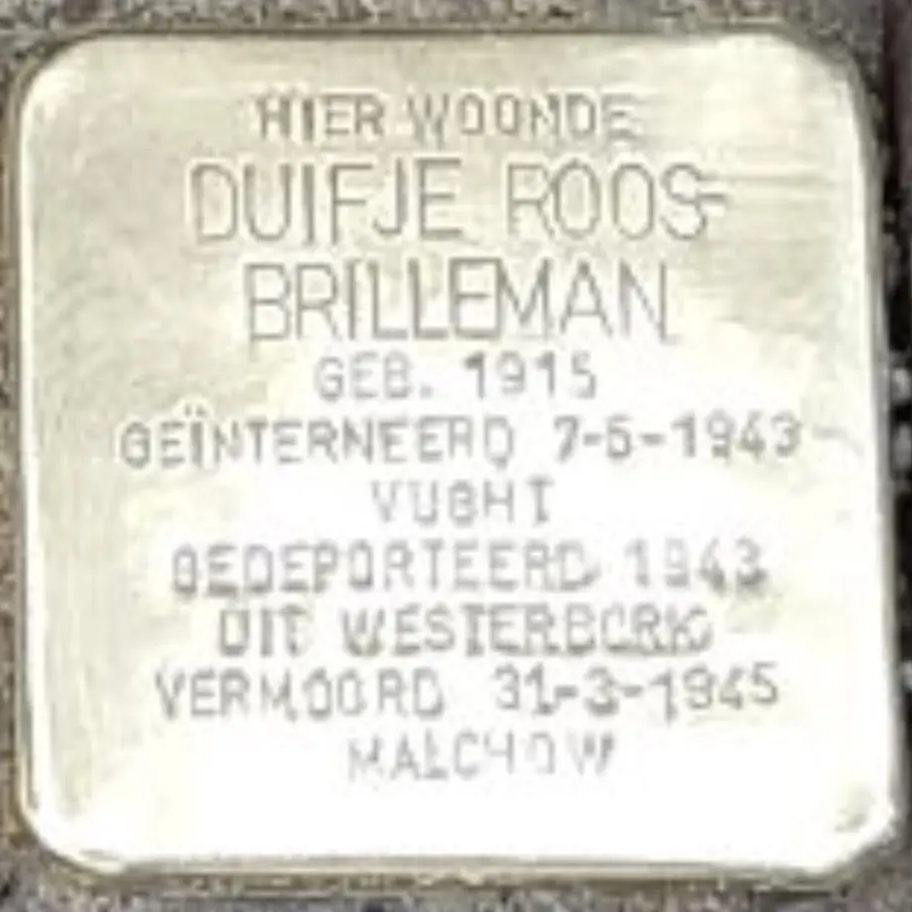 HIER WOONDE
DUIFJE ROOS-
BRILLEMAN
GEB. 1915
GEÏNTERNEERD 7-5-1943
VUGHT
GEDEPORTEERD 1943
UIT WESTERBORK
VERMOORD 31-3-1945
MALCHOW